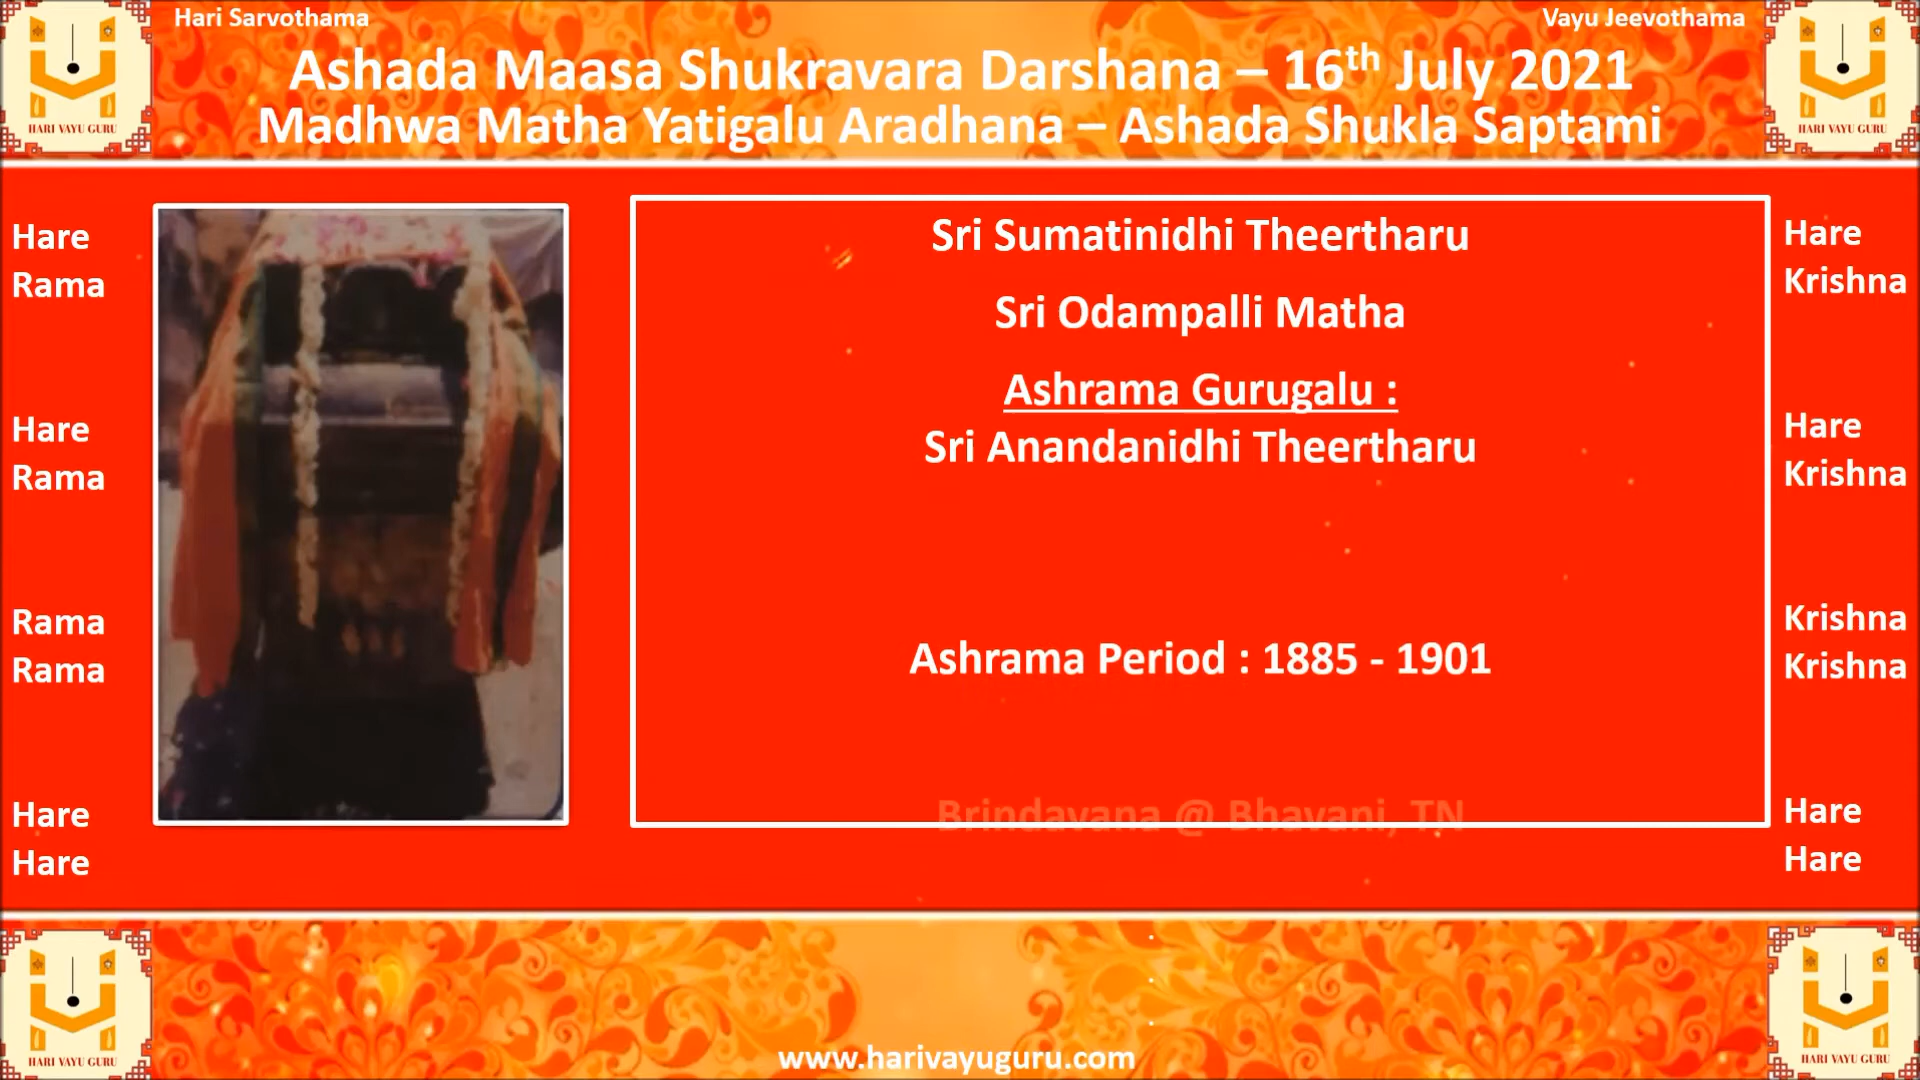 Hari Sarvothama
Vayu Jeevothama
Ashada Maasa Shukravara Darshana – 16th July 2021
Madhwa Matha Yatigalu Aradhana – Ashada Shukla Saptami
HARI VAYU GURU
HARI VAYU GURU
Hare
Rama
Hare
Rama
Rama
Rama
Hare
Hare
Sri Sumatinidhi Theertharu
Sri Odampalli Matha
Ashrama Gurugalu :
Sri Anandanidhi Theertharu
Ashrama Period : 1885 - 1901
Brindavana @ Bhavani, TN
Hare
Krishna
Hare
Krishna
Krishna
Krishna
Hare
Hare
HARI VAYU GURU
www.harivayuguru.com
HARI VAYU GURU